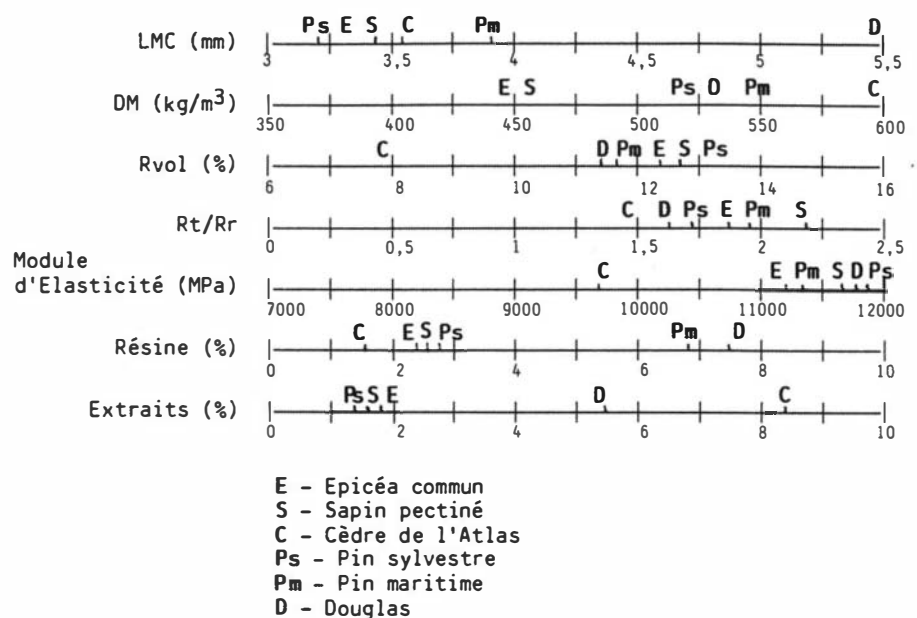 Ps E S C Pm D
LMC (mm)
3 3,5 4 4,5 5 5,5
E S Ps D Pm C
DM (kg/m3)
350 400 450 500 550 600
C D Pm E S Ps
Rvol (%)
6 8 10 12 14 16
C D Ps E Pm S
Rt/Rr
0 0,5 1 1,5 2 2,5
Module
d'Elasticité (MPa)
C E Pm S D Ps
7000 8000 9000 10000 11000 12000
C E S Ps Pm D
Résine (%)
0 2 4 6 8 10
Ps S E D C
Extraits (%)
0 2 4 6 8 10
E – Epicéa commun
S – Sapin pectiné
C – Cèdre de l'Atlas
Ps – Pin sylvestre
Pm – Pin maritime
D – Douglas